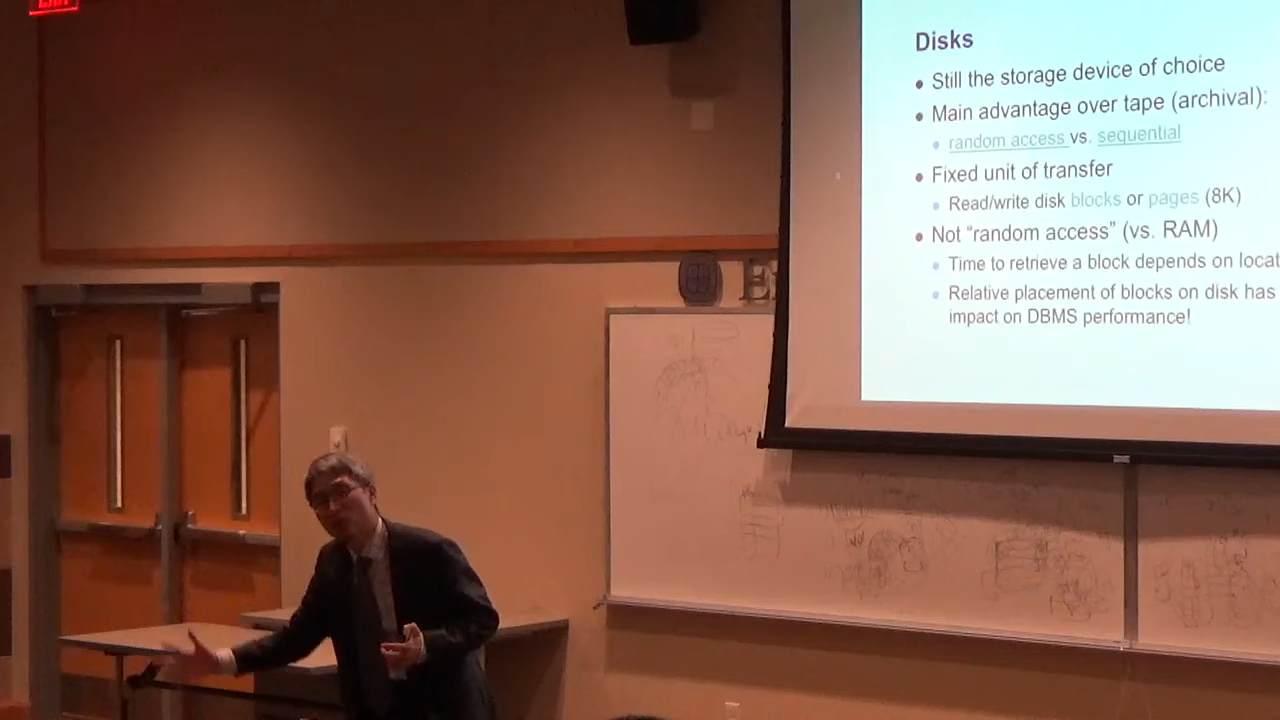 EXIT
Disks
• Still the storage device of choice
• Main advantage over tape (archival):
• random access vs. sequential
• Fixed unit of transfer
• Read/write disk blocks or pages (8K)
• Not “random access” (vs. RAM)
• Time to retrieve a block depends on locat
• Relative placement of blocks on disk has
impact on DBMS performance!
E